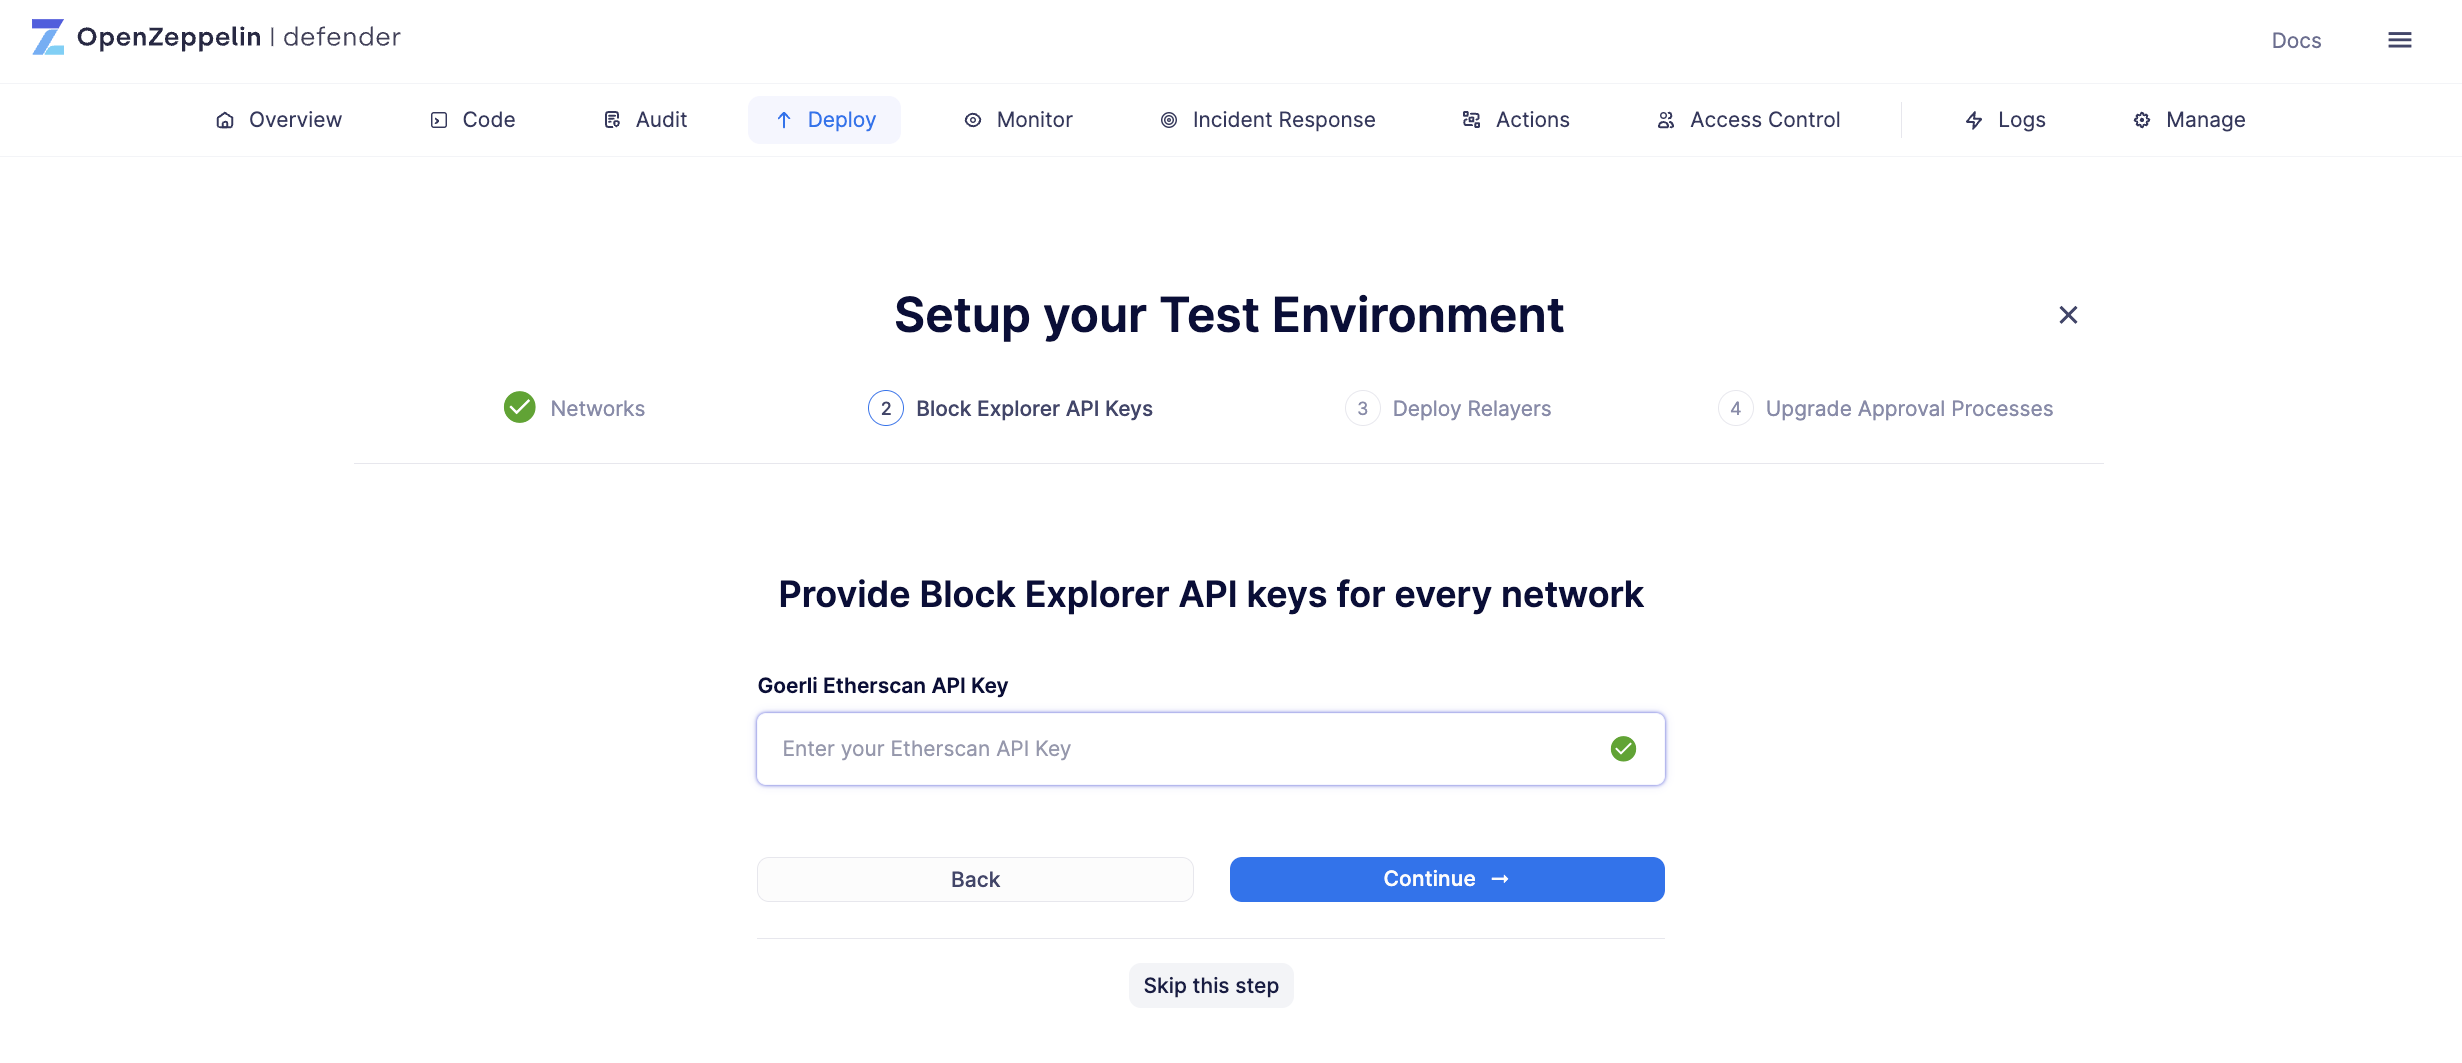 OpenZeppelin | defender
Docs
Overview Code Audit Deploy Monitor Incident Response Actions Access Control Logs Manage
Setup your Test Environment
Networks 2 Block Explorer API Keys 3 Deploy Relayers 4 Upgrade Approval Processes
Provide Block Explorer API keys for every network
Goerli Etherscan API Key
Enter your Etherscan API Key
Back Continue →
Skip this step